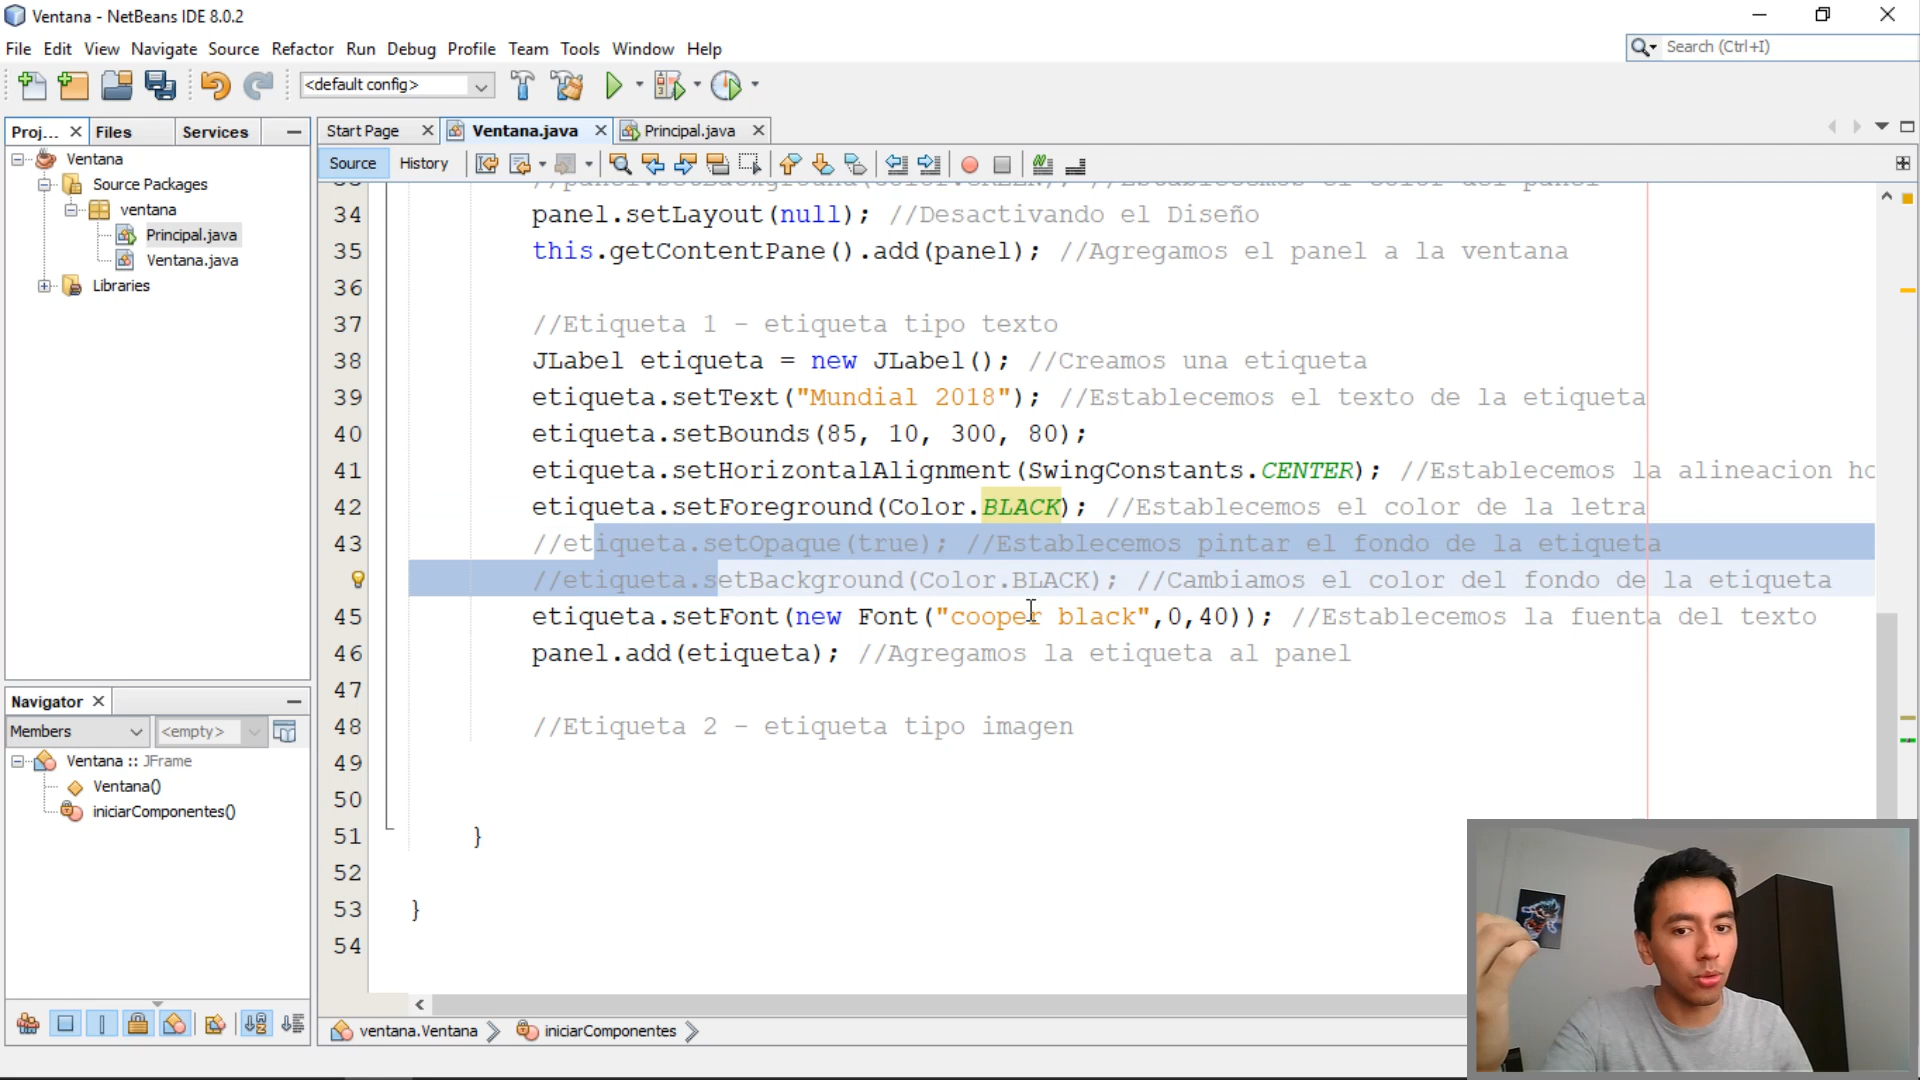 Ventana - NetBeans IDE 8.0.2
File Edit View Navigate Source Refactor Run Debug Profile Team Tools Window Help
Search (Ctrl+I)
<default config>
Proj... Files Services
Start Page Ventana.java Principal.java
Ventana
Source Packages
ventana
Principal.java
Ventana.java
Libraries
Source History
34 panel.setLayout(null); //Desactivando el Diseño
35 this.getContentPane().add(panel); //Agregamos el panel a la ventana
36
37 //Etiqueta 1 - etiqueta tipo texto
38 JLabel etiqueta = new JLabel(); //Creamos una etiqueta
39 etiqueta.setText("Mundial 2018"); //Establecemos el texto de la etiqueta
40 etiqueta.setBounds(85, 10, 300, 80);
41 etiqueta.setHorizontalAlignment(SwingConstants.CENTER); //Establecemos la alineacion ho
42 etiqueta.setForeground(Color.BLACK); //Establecemos el color de la letra
43 //etiqueta.setOpaque(true); //Establecemos pintar el fondo de la etiqueta
//etiqueta.setBackground(Color.BLACK); //Cambiamos el color del fondo de la etiqueta
45 etiqueta.setFont(new Font("cooper black",0,40)); //Establecemos la fuenta del texto
46 panel.add(etiqueta); //Agregamos la etiqueta al panel
47
48 //Etiqueta 2 - etiqueta tipo imagen
49
50
51 }
52
53 }
54
Navigator
Members <empty>
Ventana :: JFrame
Ventana()
iniciarComponentes()
ventana.Ventana iniciarComponentes